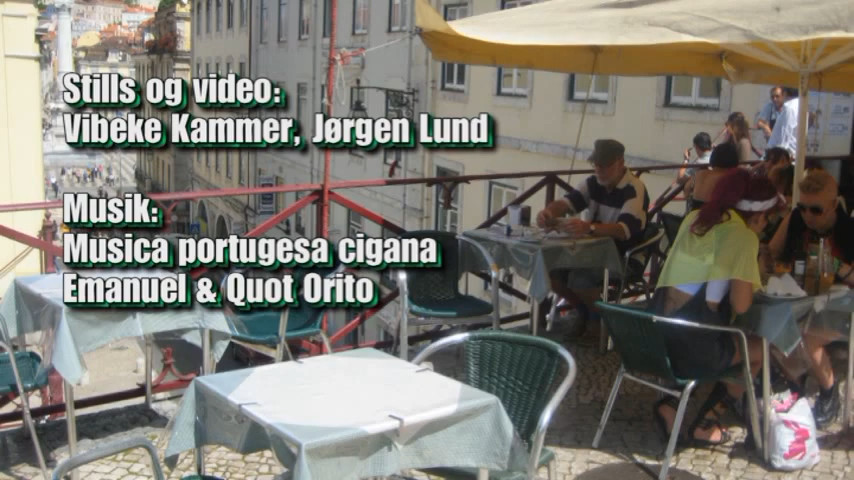 Stills og video:
Vibeke Kammer, Jørgen Lund
Musik:
Musica portugesa cigana
Emanuel & Quot Orito